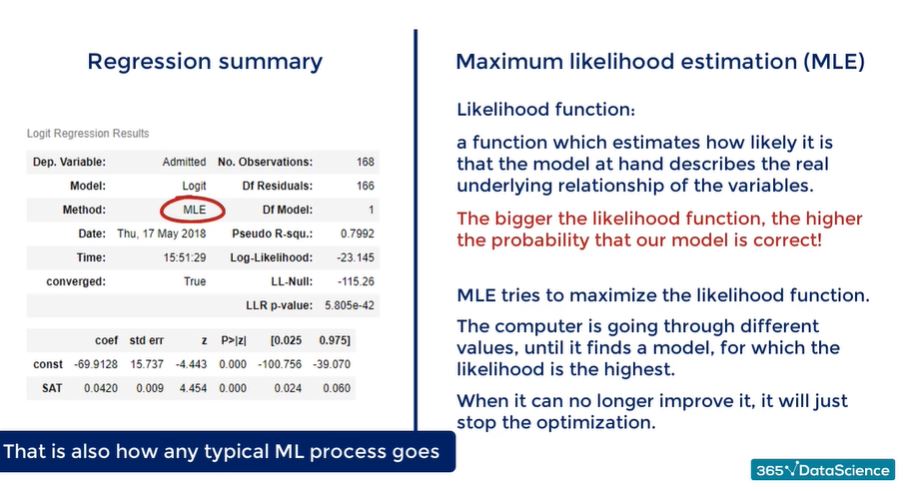 Regression summary
Logit Regression Results
Dep. Variable: Admitted No. Observations: 168
Model: Logit Df Residuals: 166
Method: MLE Df Model: 1
Date: Thu, 17 May 2018 Pseudo R-squ.: 0.7992
Time: 15:51:29 Log-Likelihood: -23.145
converged: True LL-Null: -115.26
LLR p-value: 5.805e-42
coef std err z P>|z| [0.025 0.975]
const -69.9128 15.737 -4.443 0.000 -100.756 -39.070
SAT 0.0420 0.009 4.454 0.000 0.024 0.060
That is also how any typical ML process goes
Maximum likelihood estimation (MLE)
Likelihood function:
a function which estimates how likely it is
that the model at hand describes the real
underlying relationship of the variables.
The bigger the likelihood function, the higher
the probability that our model is correct!
MLE tries to maximize the likelihood function.
The computer is going through different
values, until it finds a model, for which the
likelihood is the highest.
When it can no longer improve it, it will just
stop the optimization.
365 DataScience